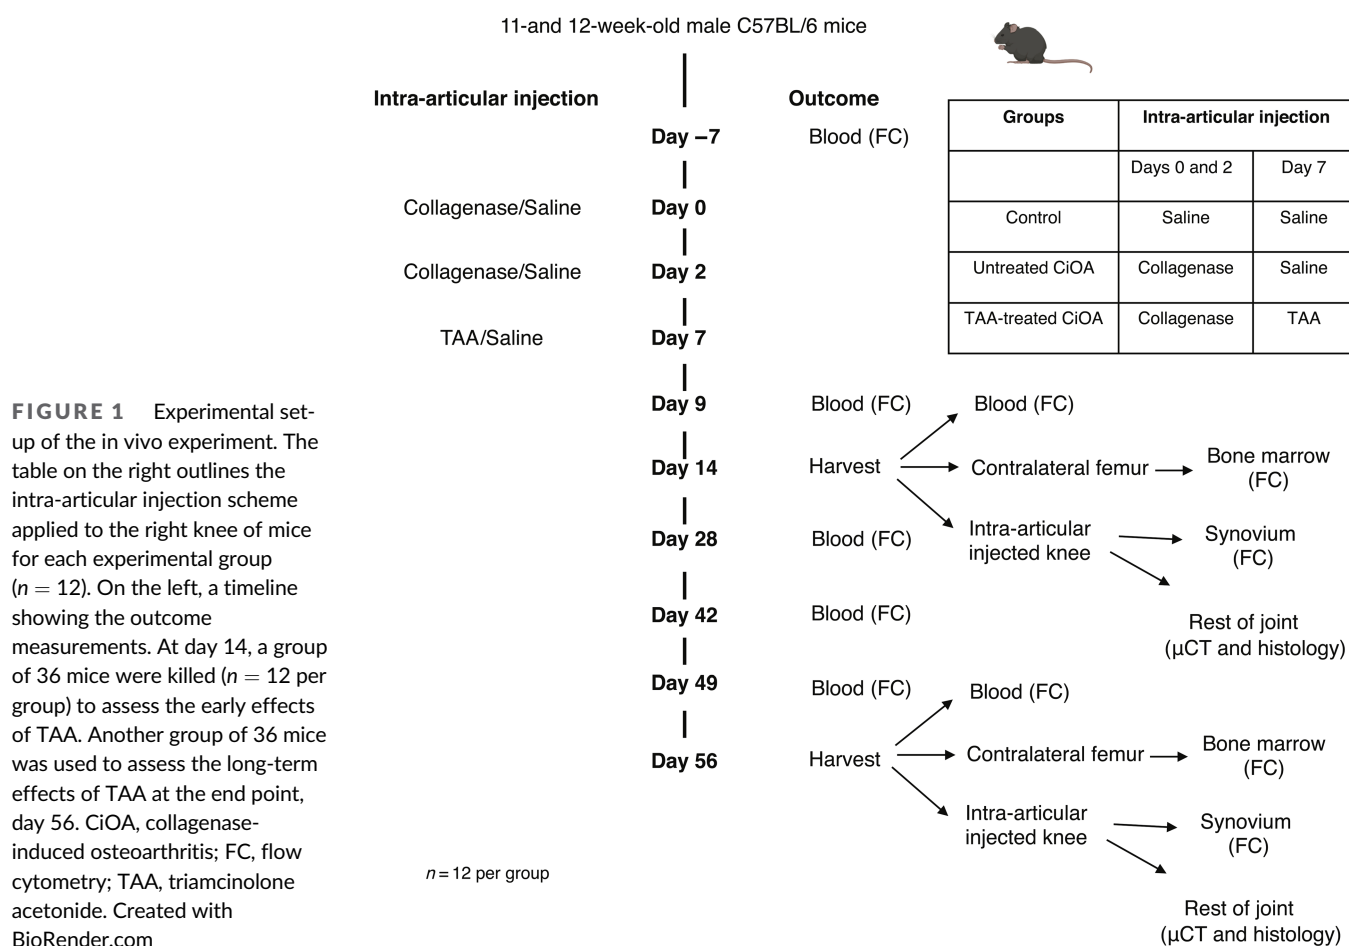 11-and 12-week-old male C57BL/6 mice
Intra-articular injection
Outcome
Day –7
Blood (FC)
Collagenase/Saline
Day 0
Collagenase/Saline
Day 2
TAA/Saline
Day 7
Day 9
Blood (FC)
Day 14
Harvest
Blood (FC)
Contralateral femur
Bone marrow
(FC)
Intra-articular
injected knee
Synovium
(FC)
Rest of joint
(µCT and histology)
Day 28
Blood (FC)
Day 42
Blood (FC)
Day 49
Blood (FC)
Day 56
Harvest
Blood (FC)
Contralateral femur
Bone marrow
(FC)
Intra-articular
injected knee
Synovium
(FC)
Rest of joint
(µCT and histology)
n = 12 per group
Groups Intra-articular injection
Days 0 and 2 Day 7
Control Saline Saline
Untreated CiOA Collagenase Saline
TAA-treated CiOA Collagenase TAA
FIGURE 1 Experimental set-
up of the in vivo experiment. The
table on the right outlines the
intra-articular injection scheme
applied to the right knee of mice
for each experimental group
(n = 12). On the left, a timeline
showing the outcome
measurements. At day 14, a group
of 36 mice were killed (n = 12 per
group) to assess the early effects
of TAA. Another group of 36 mice
was used to assess the long-term
effects of TAA at the end point,
day 56. CiOA, collagenase-
induced osteoarthritis; FC, flow
cytometry; TAA, triamcinolone
acetonide. Created with
BioRender.com